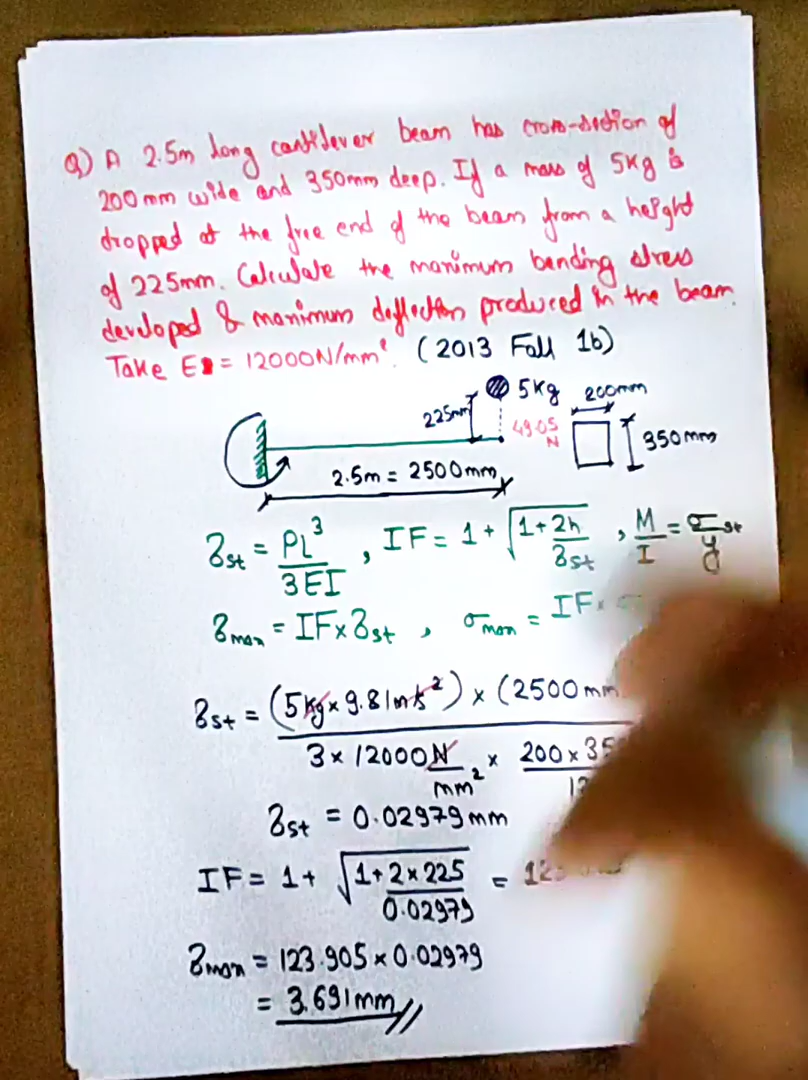 Q) A 2.5m long cantilever beam has cross-section of
200mm wide and 350mm deep. If a mass of 5Kg is
dropped at the free end of the beam from a height
of 225mm. Calculate the maximum bending stress
developed & maximum deflection produced in the beam.
Take E = 12000N/mm². (2013 Fall 1b)
5Kg 200mm
225mm 49.05 N 350mm
2.5m = 2500mm
δst = PL³/3EI , IF = 1 + √(1+2h/δst) , M/I = σst/y
δmax = IF×δst , σmax = IF×
δst = (5kg×9.81m/s²) × (2500mm / 3×12000N/mm² × 200×35
δst = 0.02979mm
IF = 1 + √(1+2×225/0.02979) = 12
δmax = 123.905×0.02979
= 3.691mm